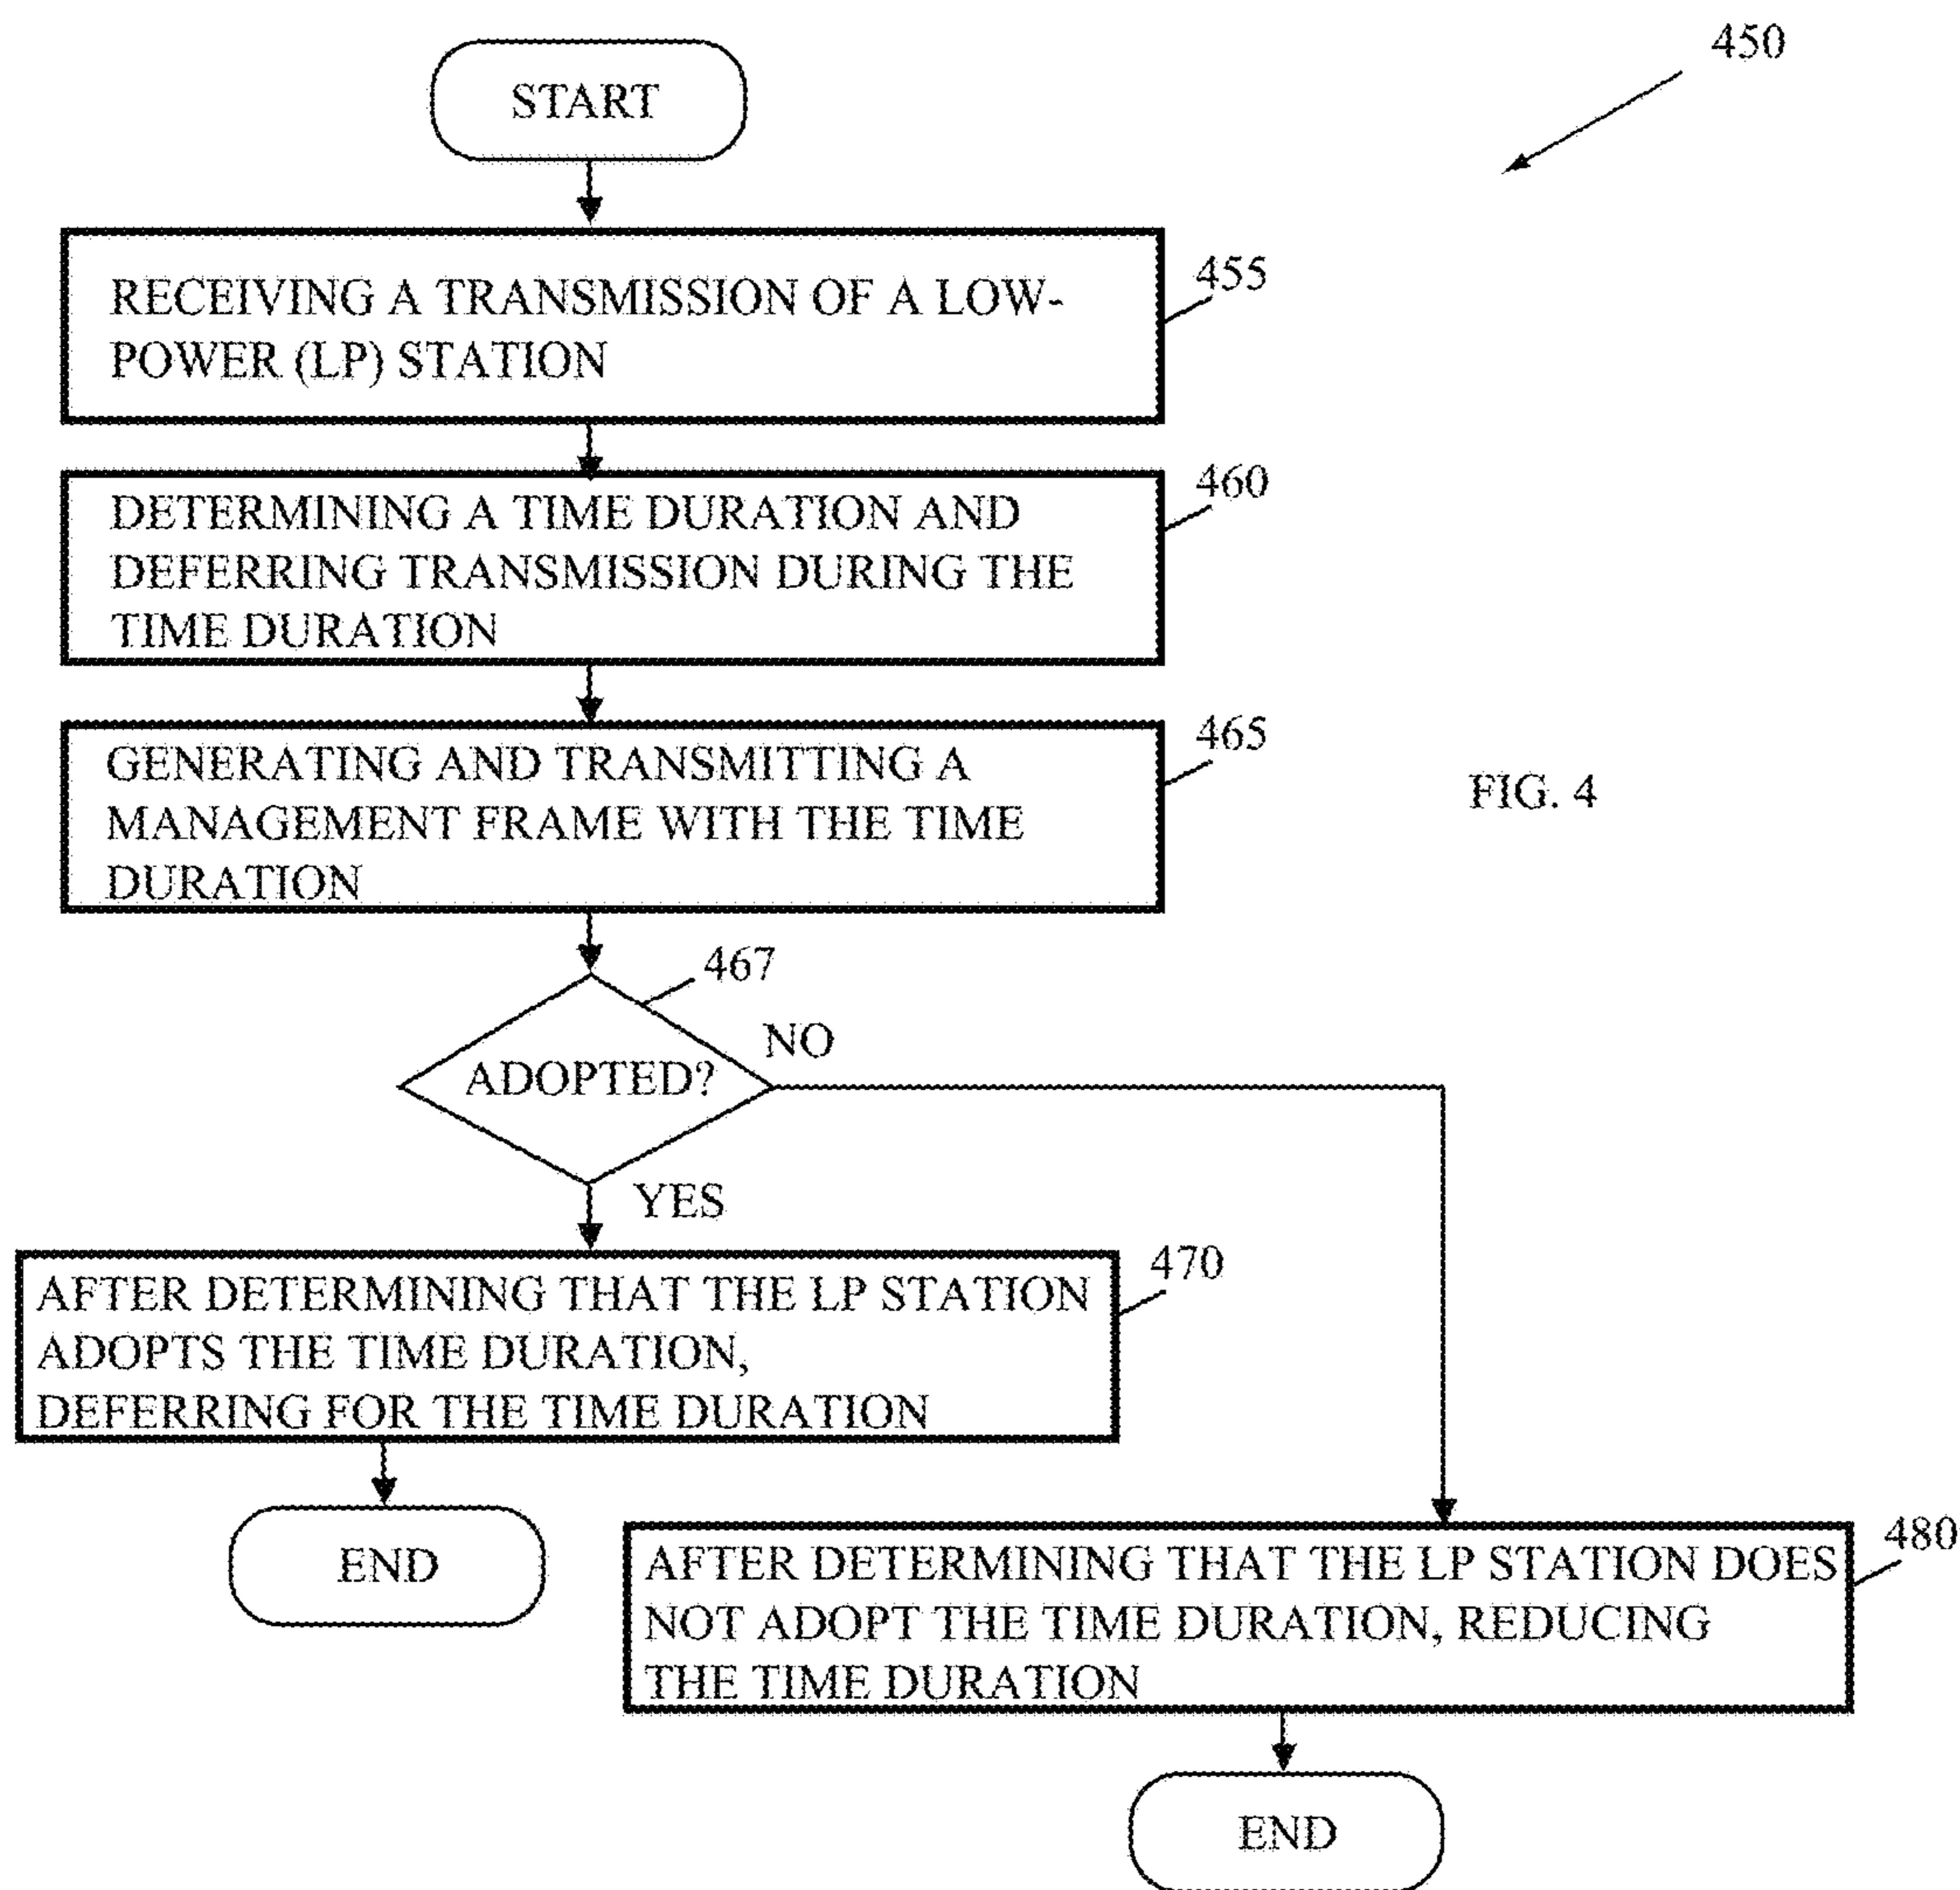 450
START
RECEIVING A TRANSMISSION OF A LOW-
POWER (LP) STATION
455
DETERMINING A TIME DURATION AND
DEFERRING TRANSMISSION DURING THE
TIME DURATION
460
GENERATING AND TRANSMITTING A
MANAGEMENT FRAME WITH THE TIME
DURATION
465
FIG. 4
467
ADOPTED?
NO
YES
AFTER DETERMINING THAT THE LP STATION
ADOPTS THE TIME DURATION,
DEFERRING FOR THE TIME DURATION
470
END
AFTER DETERMINING THAT THE LP STATION DOES
NOT ADOPT THE TIME DURATION, REDUCING
THE TIME DURATION
480
END